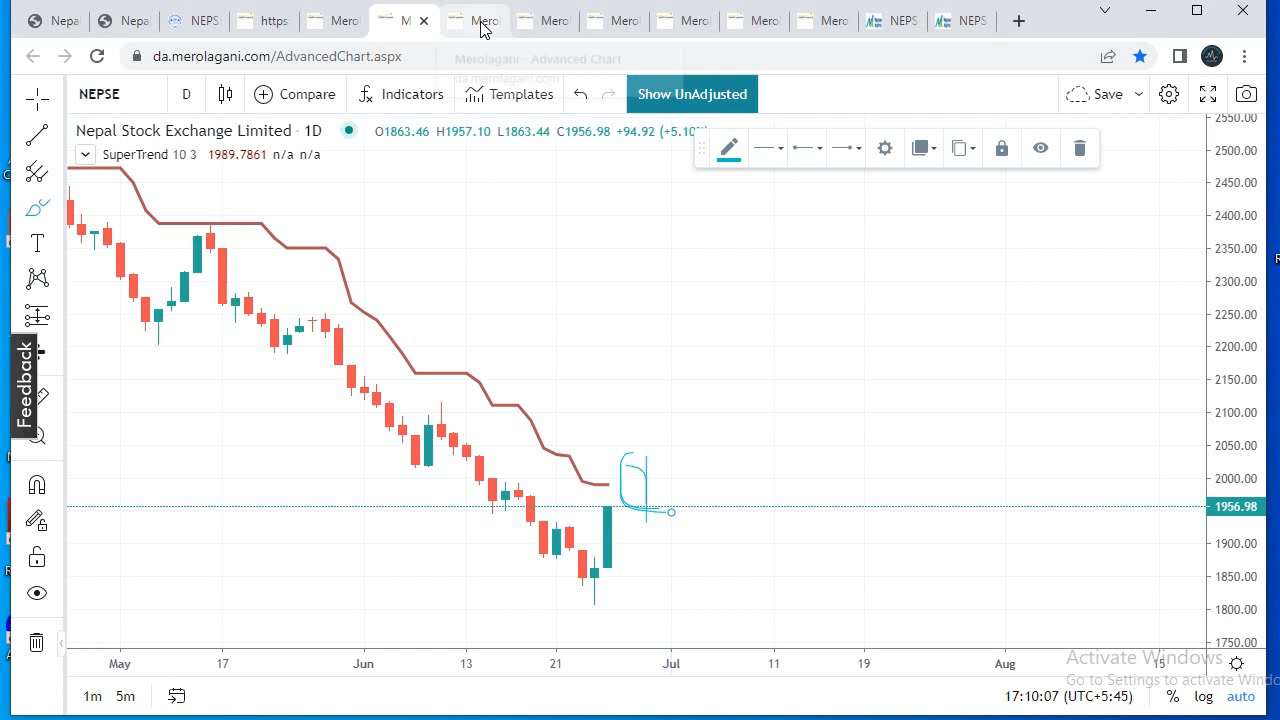 Nepa
Nepa
NEPS
https
Mero
M
Mero
Mero
Mero
Mero
Mero
Mero
NEPS
NEPS
da.merolagani.com/AdvancedChart.aspx
Merolagani - Advanced Chart
da.merolagani.com
NEPSE
D
Compare
Indicators
Templates
Show UnAdjusted
Save
Nepal Stock Exchange Limited · 1D
O1863.46 H1957.10 L1863.44 C1956.98 +94.92 (+5.10%)
SuperTrend 10 3 1989.7861 n/a n/a
2550.00
2500.00
2450.00
2400.00
2350.00
2300.00
2250.00
2200.00
2150.00
2100.00
2050.00
2000.00
1956.98
1900.00
1850.00
1800.00
1750.00
Feedback
May
17
Jun
13
21
Jul
11
19
Aug
15
Activate Windows
Go to Settings to activate Windo
1m 5m
17:10:07 (UTC+5:45)
%
log
auto